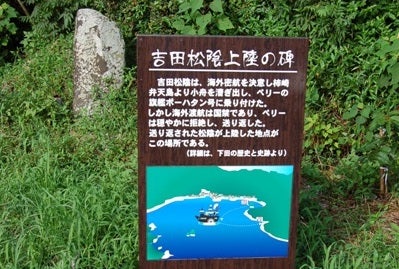 吉田松陰上陸の碑
吉田松陰は、海外密航を決意し柿崎
弁天島より小舟を漕ぎ出し、ペリーの
旗艦ポーハタン号に乗り付けた。
しかし海外渡航は国禁であり、ペリー
は穏やかに拒絶し、送り返した。
送り返された松陰が上陸した地点が
この場所である。
(詳細は、下田の歴史と史跡より)